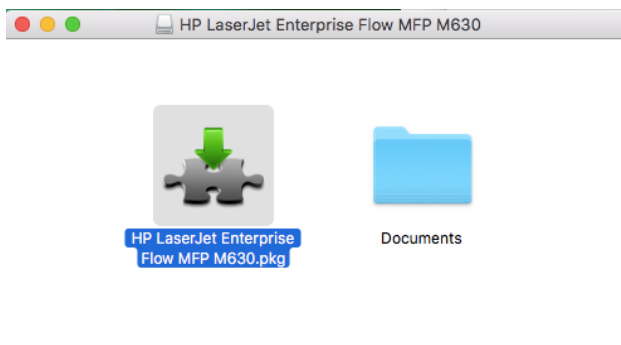 HP LaserJet Enterprise Flow MFP M630
HP LaserJet Enterprise
Flow MFP M630.pkg
Documents